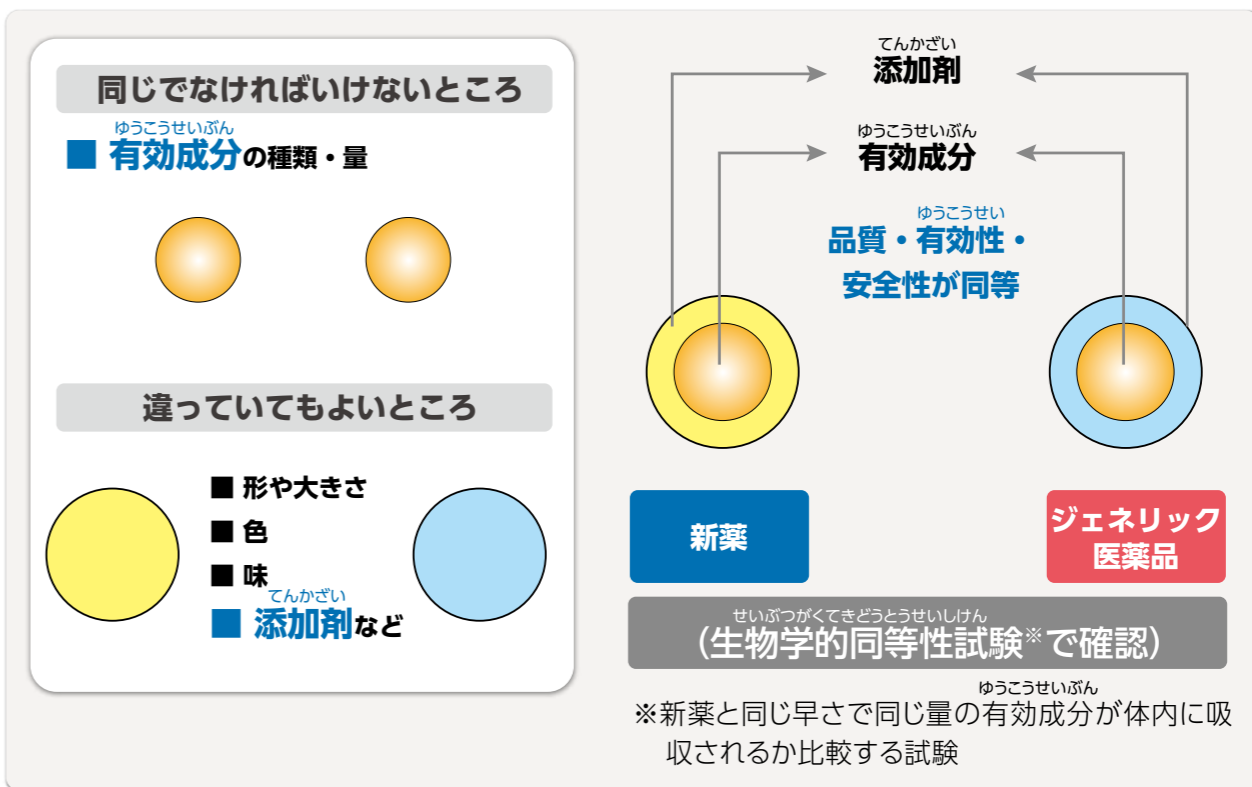 同じでなければいけないところ
ゆうこうせいぶん
■ 有効成分の種類・量
違っていてもよいところ
■ 形や大きさ
■ 色
■ 味
てんかざい
■ 添加剤など
てんかざい
添加剤
ゆうこうせいぶん
有効成分
ゆうこうせい
品質・有効性・
安全性が同等
新薬
ジェネリック
医薬品
せいぶつがくてきどうとうせいしけん
(生物学的同等性試験※で確認)
ゆうこうせいぶん
※新薬と同じ早さで同じ量の有効成分が体内に吸
収されるか比較する試験